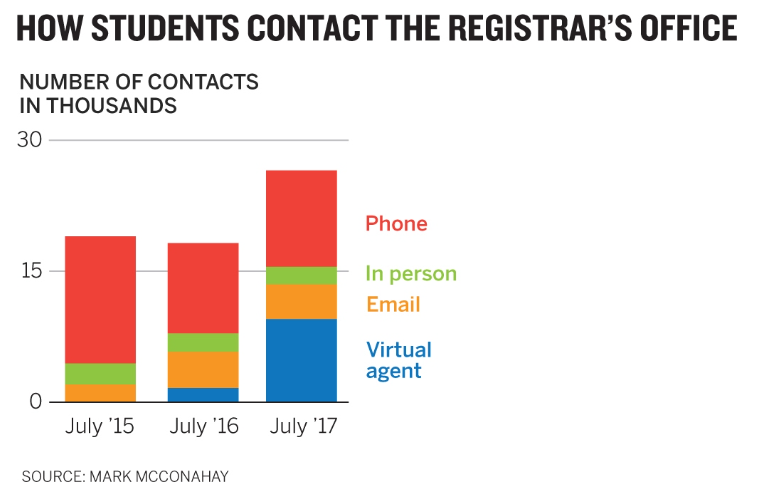 HOW STUDENTS CONTACT THE REGISTRAR’S OFFICE
NUMBER OF CONTACTS
IN THOUSANDS
30
Phone
15
In person
Email
Virtual
agent
0
July ’15
July ’16
July ’17
SOURCE: MARK MCCONAHAY